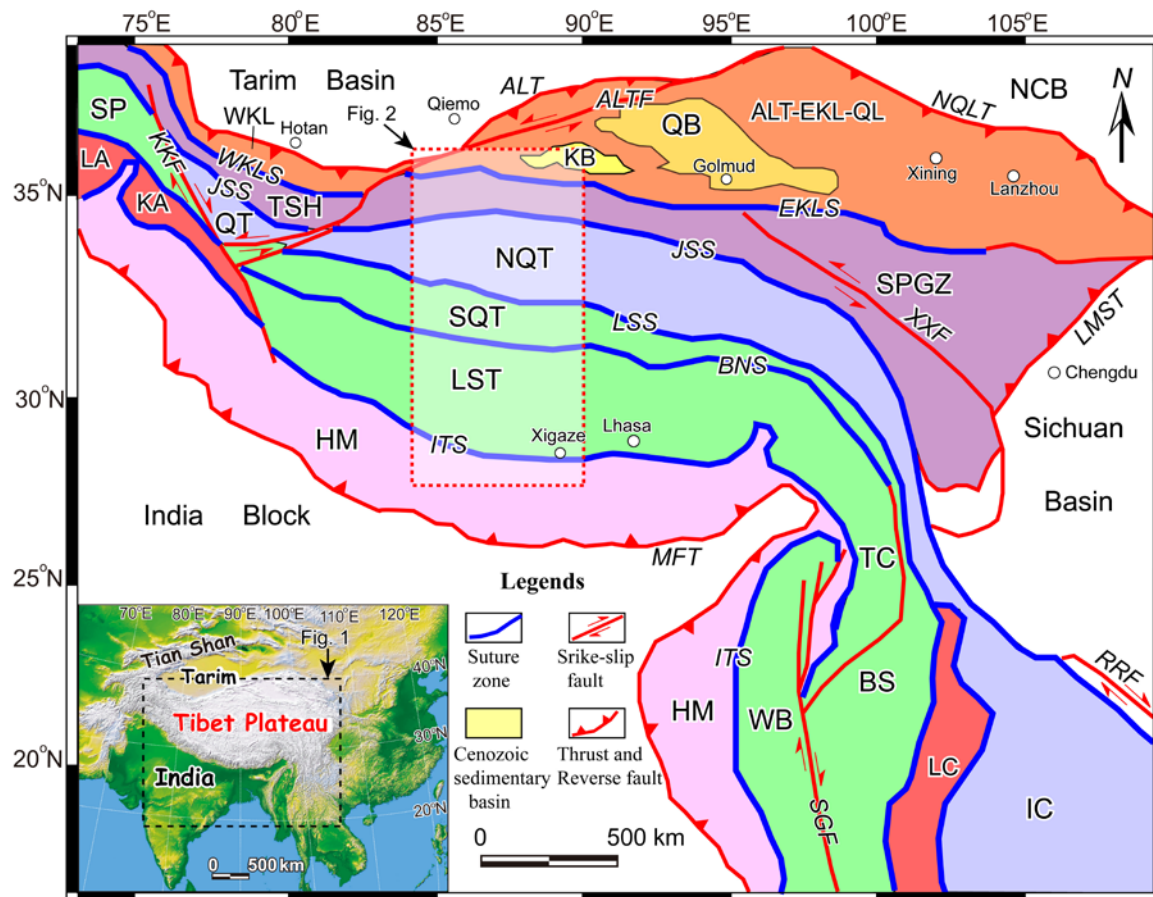 75°E
80°E
85°E
90°E
95°E
100°E
105°E
35°N
30°N
25°N
20°N
Tarim Basin
Fig. 2
Qiemo
ALT
ALTF
QB
ALT-EKL-QL
NQLT
NCB
N
SP
WKL
Hotan
KB
Golmud
Xining
Lanzhou
LA
KKF
WKLS
JSS
TSH
KA
QT
EKLS
NQT
JSS
SPGZ
XXF
LMST
SQT
LSS
BNS
Chengdu
LST
HM
ITS
Xigaze
Lhasa
Sichuan
Basin
India Block
MFT
TC
Legends
Suture
zone
Srike-slip
fault
Cenozoic
sedimentary
basin
Thrust and
Reverse fault
0 500 km
ITS
HM
WB
BS
SGF
LC
IC
RRF
70°E
80°E
90°E
100°E
110°E
120°E
Fig. 1
Tian Shan
Tarim
40°N
Tibet Plateau
30°N
India
20°N
0 500 km